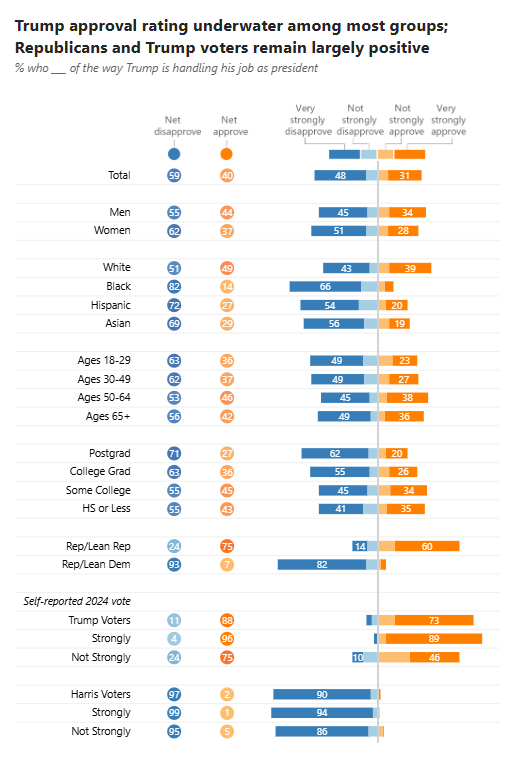 Trump approval rating underwater among most groups;
Republicans and Trump voters remain largely positive
% who ___ of the way Trump is handling his job as president
Net disapprove Net approve Very strongly disapprove Not strongly disapprove Not strongly approve Very strongly approve
Total 59 40 48 31
Men 55 44 45 34
Women 62 37 51 28
White 51 49 43 39
Black 82 14 66
Hispanic 72 27 54 20
Asian 69 29 56 19
Ages 18-29 63 36 49 23
Ages 30-49 62 37 49 27
Ages 50-64 53 46 45 38
Ages 65+ 56 42 49 36
Postgrad 71 27 62 20
College Grad 63 36 55 26
Some College 55 45 45 34
HS or Less 55 43 41 35
Rep/Lean Rep 24 75 14 60
Rep/Lean Dem 93 7 82
Self-reported 2024 vote
Trump Voters 11 88 73
Strongly 4 96 89
Not Strongly 24 75 10 46
Harris Voters 97 2 90
Strongly 99 1 94
Not Strongly 95 5 86